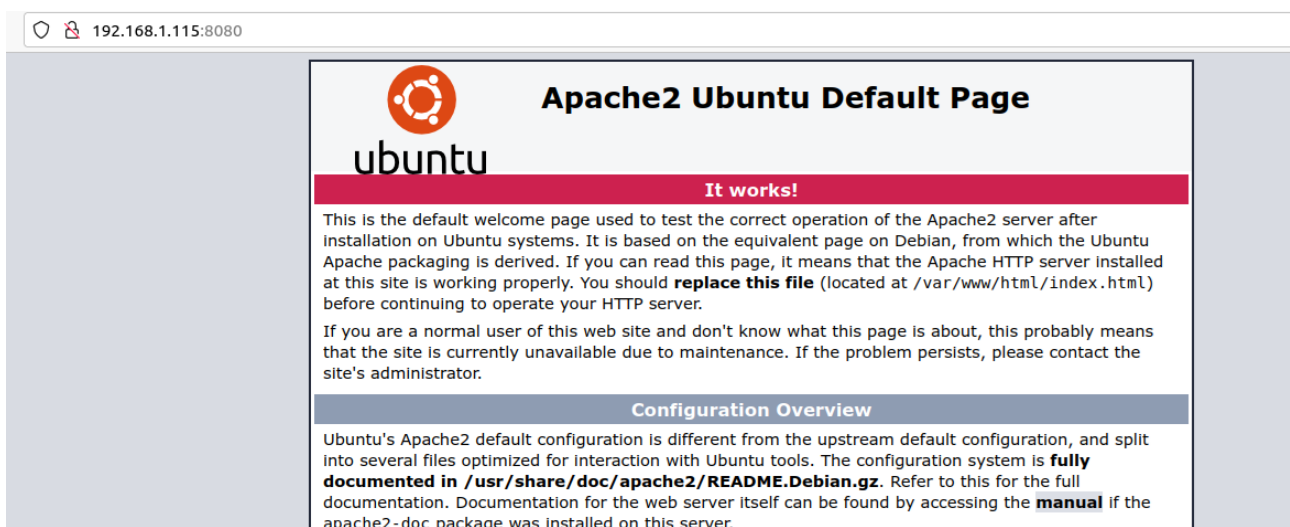 192.168.1.115:8080
Apache2 Ubuntu Default Page
ubuntu
It works!
This is the default welcome page used to test the correct operation of the Apache2 server after
installation on Ubuntu systems. It is based on the equivalent page on Debian, from which the Ubuntu
Apache packaging is derived. If you can read this page, it means that the Apache HTTP server installed
at this site is working properly. You should replace this file (located at /var/www/html/index.html)
before continuing to operate your HTTP server.
If you are a normal user of this web site and don't know what this page is about, this probably means
that the site is currently unavailable due to maintenance. If the problem persists, please contact the
site's administrator.
Configuration Overview
Ubuntu's Apache2 default configuration is different from the upstream default configuration, and split
into several files optimized for interaction with Ubuntu tools. The configuration system is fully
documented in /usr/share/doc/apache2/README.Debian.gz. Refer to this for the full
documentation. Documentation for the web server itself can be found by accessing the manual if the
apache2-doc package was installed on this server.